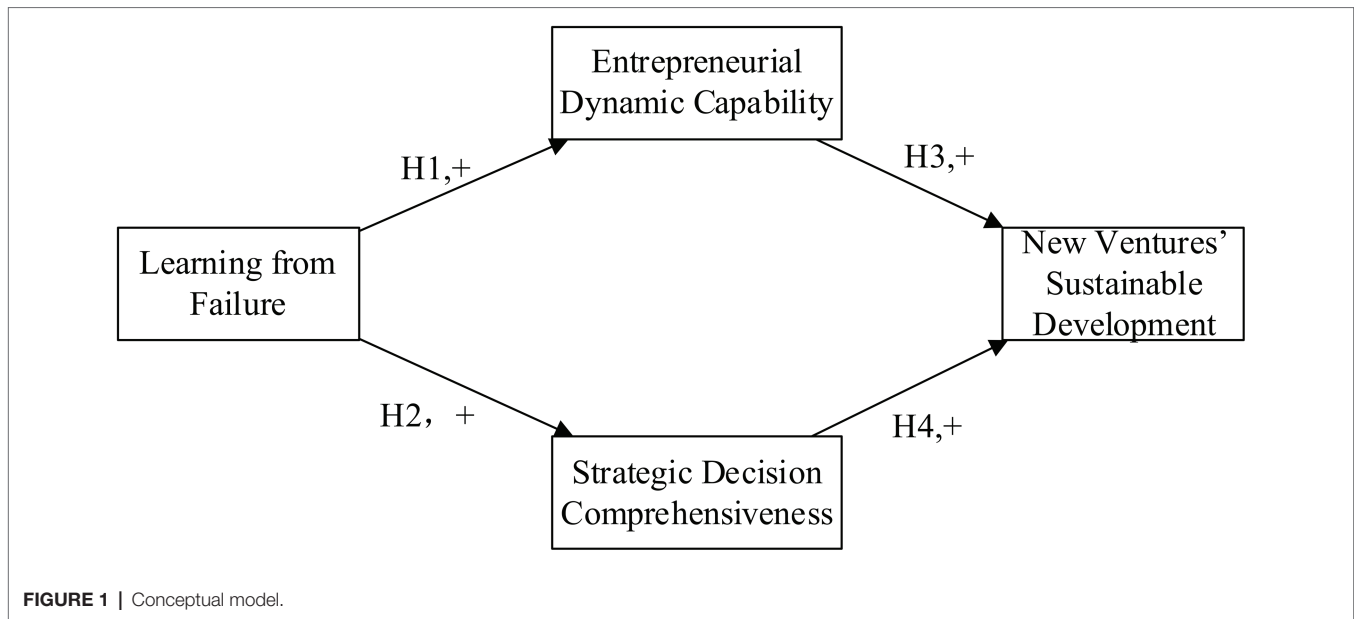 Entrepreneurial
Dynamic Capability
H1,+
H3,+
Learning from
Failure
New Ventures’
Sustainable
Development
H2， +
H4,+
Strategic Decision
Comprehensiveness
FIGURE 1 | Conceptual model.